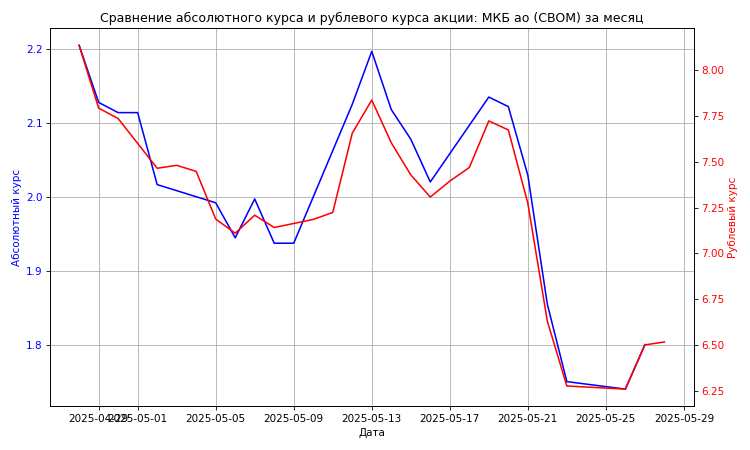 Сравнение абсолютного курса и рублевого курса акции: МКБ ао (CBOM) за месяц
Абсолютный курс
2.2
2.1
2.0
1.9
1.8
8.00
7.75
7.50
7.25
7.00
6.75
6.50
6.25
Рублевый курс
2025-04-29 2025-05-01 2025-05-05 2025-05-09 2025-05-13 2025-05-17 2025-05-21 2025-05-25 2025-05-29
Дата